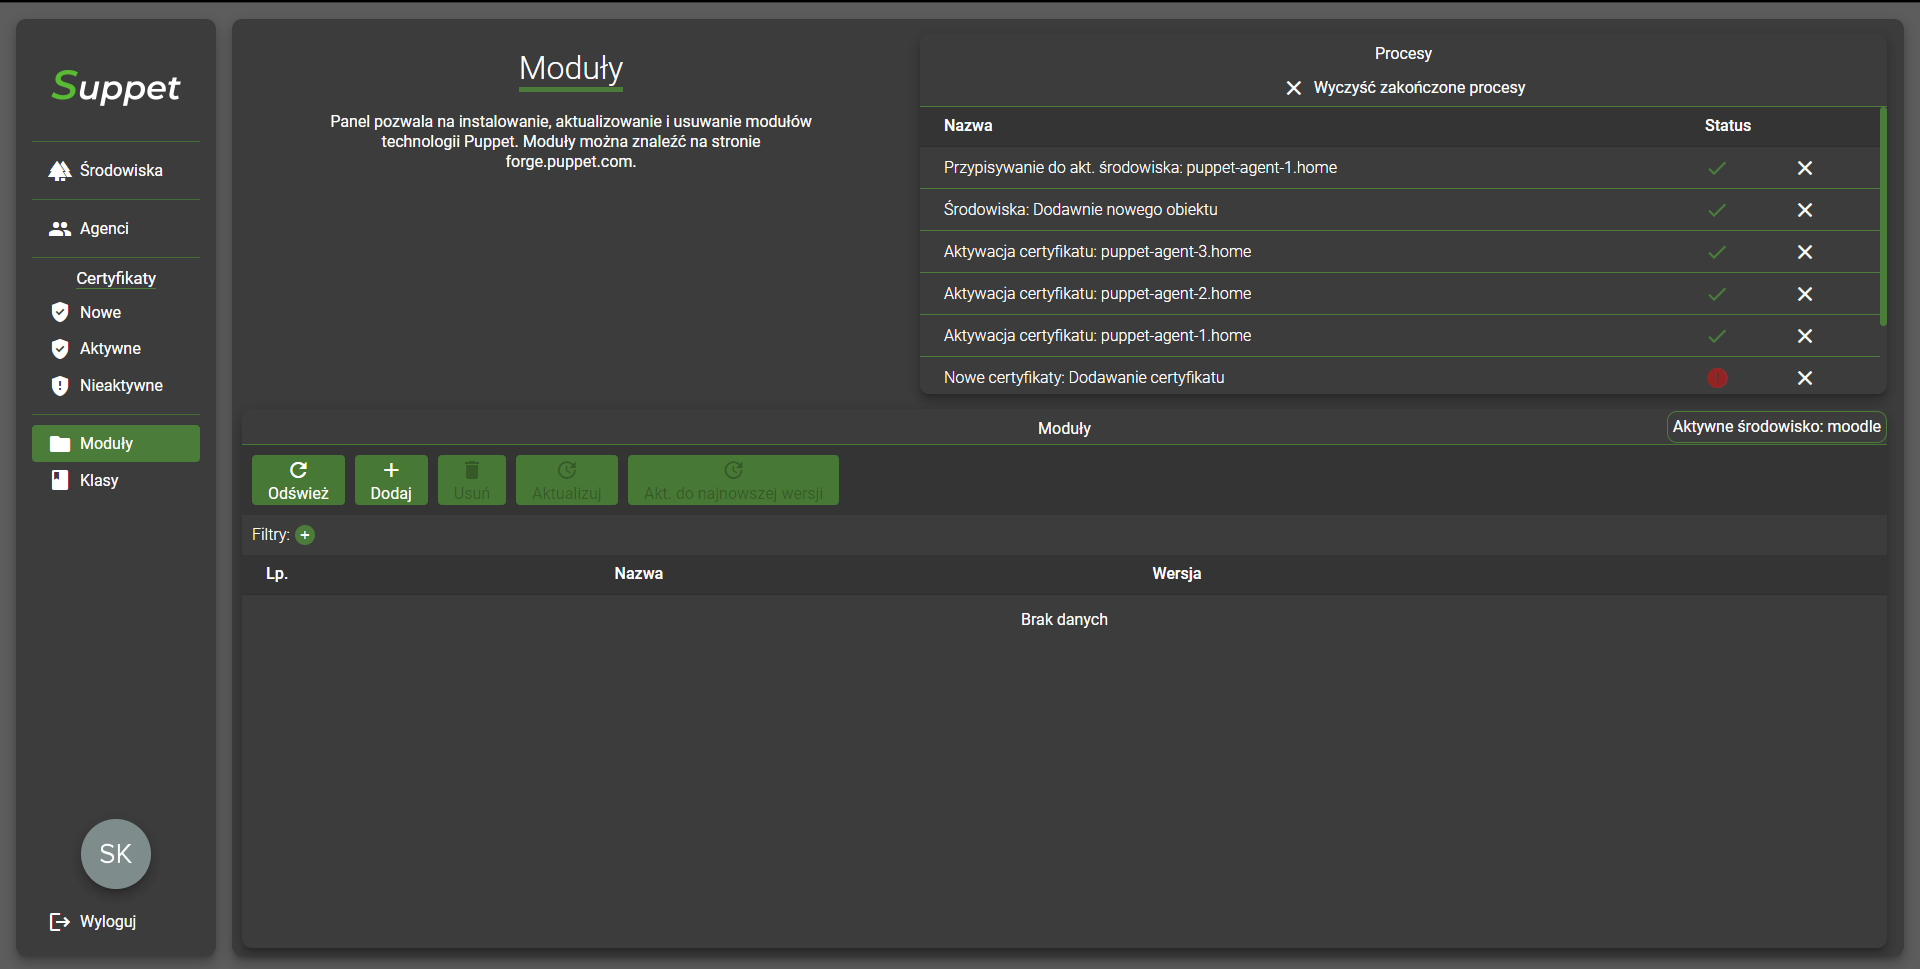 Suppet
Środowiska
Agenci
Certyfikaty
Nowe
Aktywne
Nieaktywne
Moduły
Klasy
SK
Wyloguj
Moduły
Panel pozwala na instalowanie, aktualizowanie i usuwanie modułów
technologii Puppet. Moduły można znaleźć na stronie
forge.puppet.com.
Procesy
Wyczyść zakończone procesy
Nazwa Status
Przypisywanie do akt. środowiska: puppet-agent-1.home
Środowiska: Dodawnie nowego obiektu
Aktywacja certyfikatu: puppet-agent-3.home
Aktywacja certyfikatu: puppet-agent-2.home
Aktywacja certyfikatu: puppet-agent-1.home
Nowe certyfikaty: Dodawanie certyfikatu
Moduły
Aktywne środowisko: moodle
Odśwież Dodaj Usuń Aktualizuj Akt. do najnowszej wersji
Filtry:
Lp. Nazwa Wersja
Brak danych